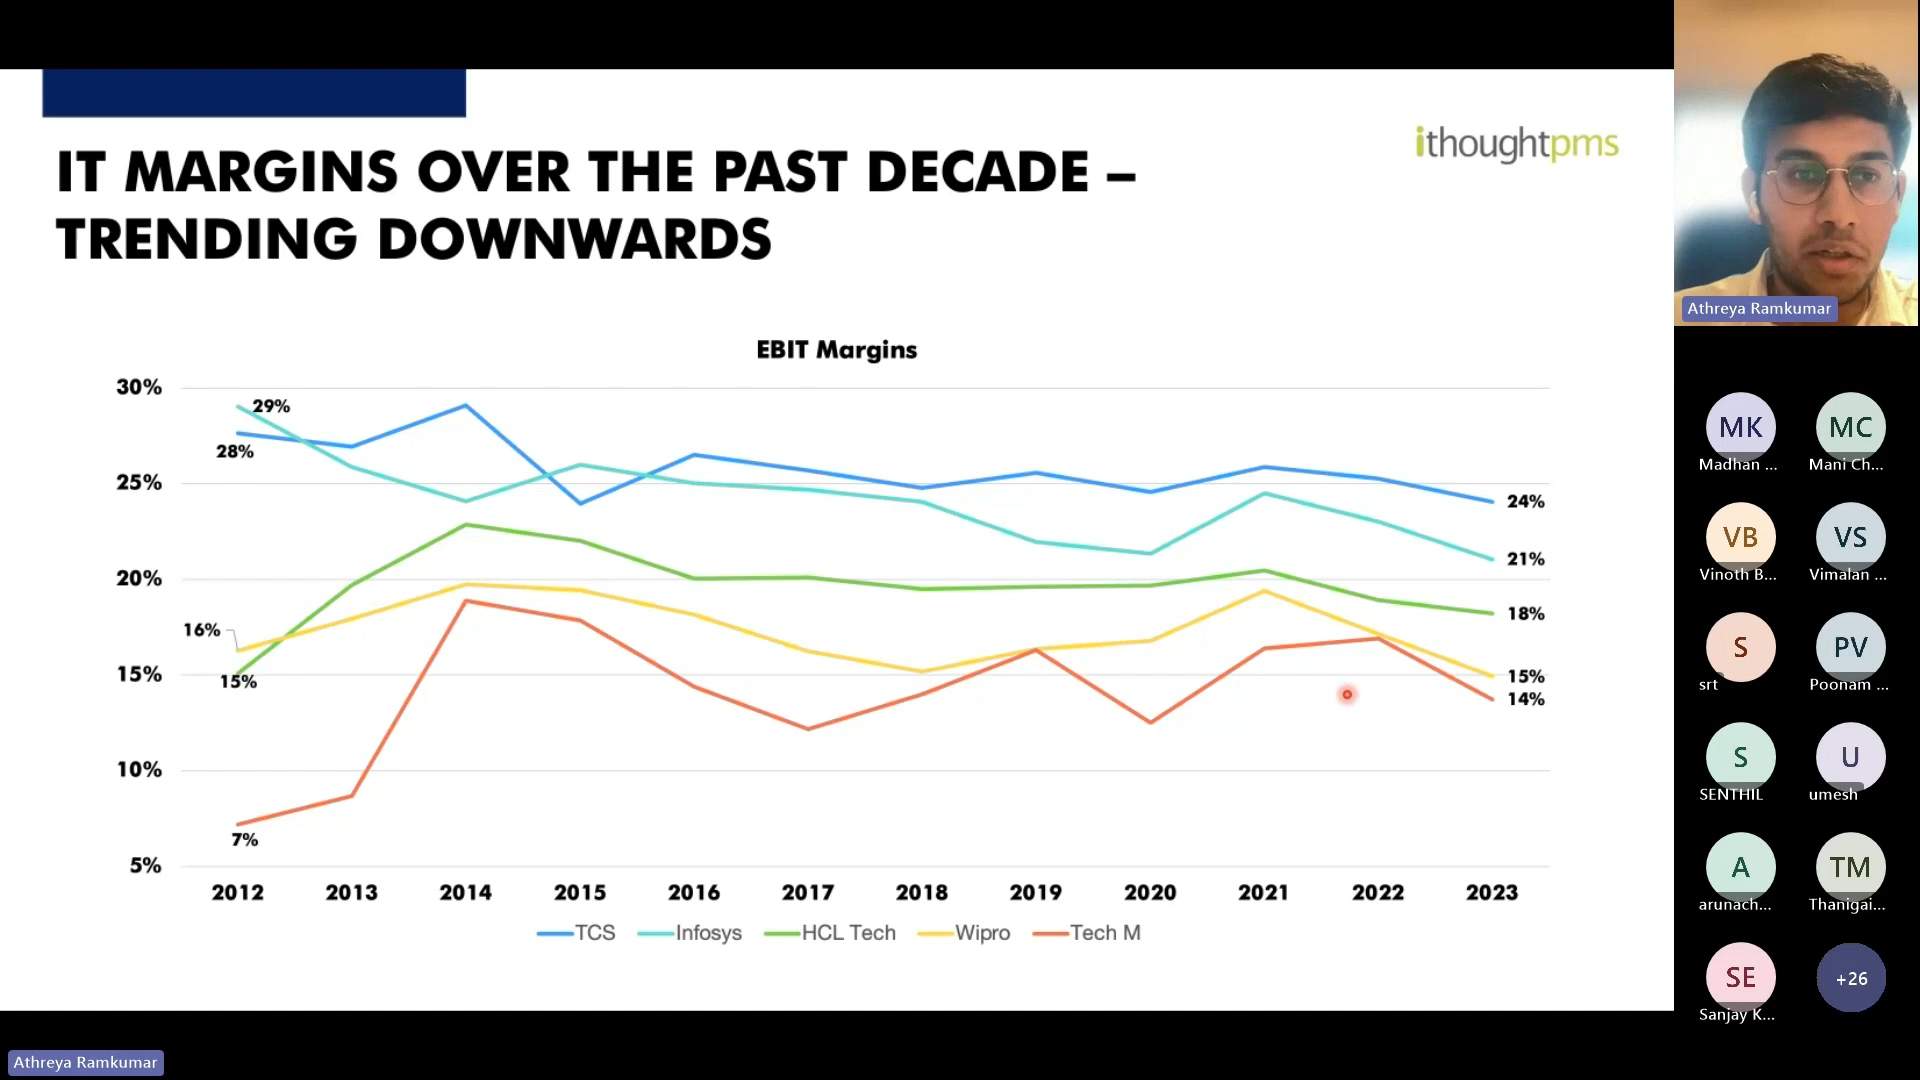 ithoughtpms
IT MARGINS OVER THE PAST DECADE –
TRENDING DOWNWARDS
EBIT Margins
30%
25%
20%
15%
10%
5%
29%
28%
16%
15%
7%
24%
21%
18%
15%
14%
2012 2013 2014 2015 2016 2017 2018 2019 2020 2021 2022 2023
TCS Infosys HCL Tech Wipro Tech M
Athreya Ramkumar
MK MC
Madhan ... Mani Ch...
VB VS
Vinoth B... Vimalan ...
S PV
srt Poonam ...
S U
SENTHIL umesh
A TM
arunach... Thanigai...
SE +26
Sanjay K...
Athreya Ramkumar